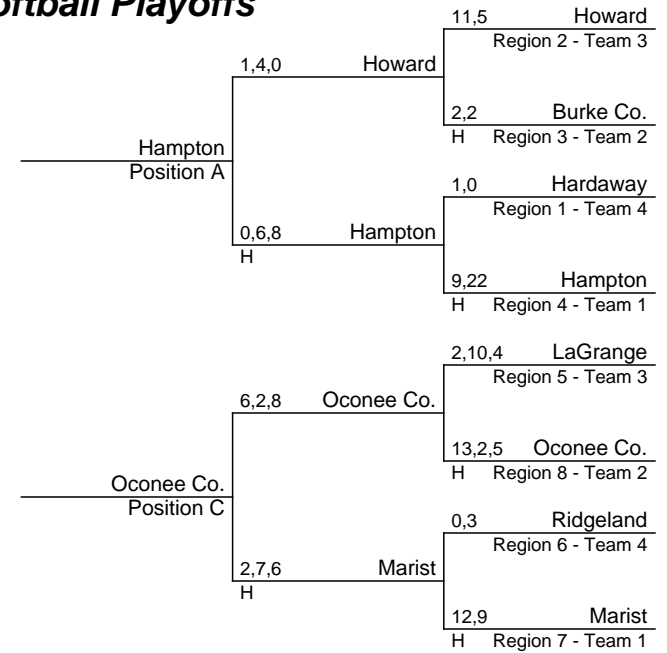 Playoffs
11,5 Howard
Region 2 - Team 3
1,4,0 Howard
2,2 Burke Co.
H Region 3 - Team 2
Hampton
Position A
1,0 Hardaway
Region 1 - Team 4
0,6,8 Hampton
H
9,22 Hampton
H Region 4 - Team 1
2,10,4 LaGrange
Region 5 - Team 3
6,2,8 Oconee Co.
13,2,5 Oconee Co.
H Region 8 - Team 2
Oconee Co.
Position C
0,3 Ridgeland
Region 6 - Team 4
2,7,6 Marist
H
12,9 Marist
H Region 7 - Team 1